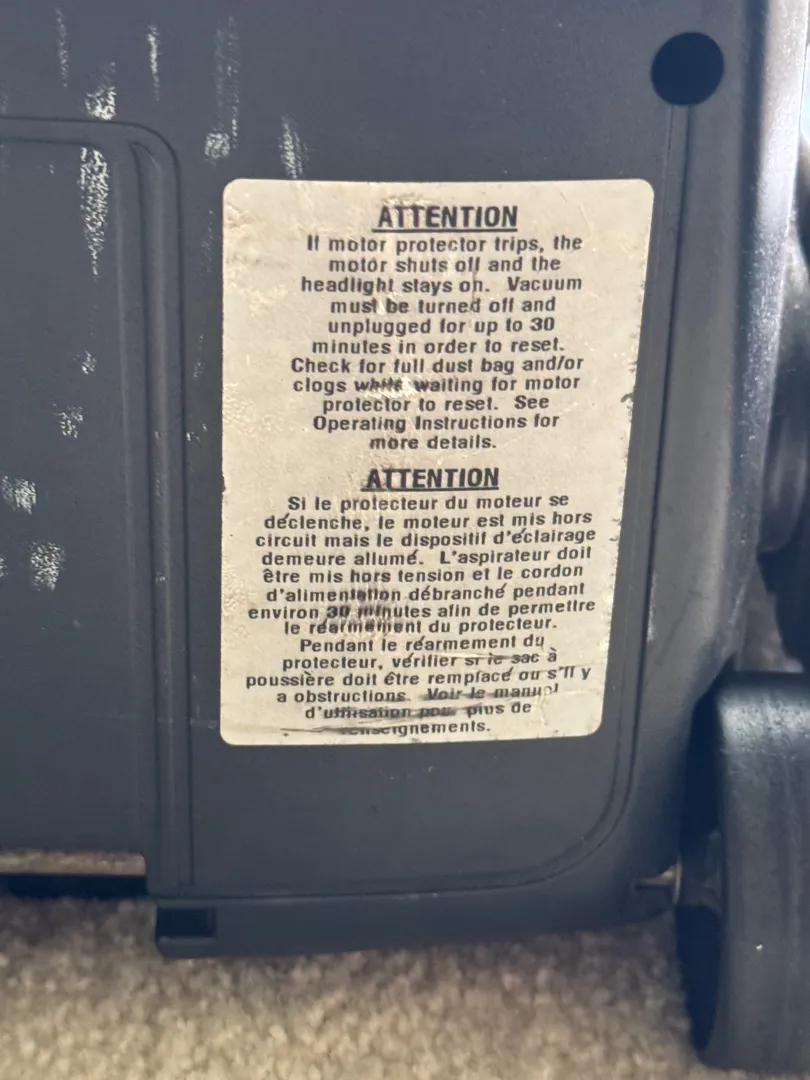 ATTENTION
If motor protector trips, the
motor shuts off and the
headlight stays on. Vacuum
must be turned off and
unplugged for up to 30
minutes in order to reset.
Check for full dust bag and/or
clogs while waiting for motor
protector to reset. See
Operating Instructions for
more details.
ATTENTION
Si le protecteur du moteur se
déclenche, le moteur est mis hors
circuit mais le dispositif d'éclairage
demeure allumé. L'aspirateur doit
être mis hors tension et le cordon
d'alimentation débranché pendant
environ 30 minutes afin de permettre
le réarmement du protecteur.
Pendant le réarmement du
protecteur, vérifier si le sac à
poussière doit être remplacé ou s'il y
a obstructions. Voir le manuel
d'utilisation pour plus de
renseignements.